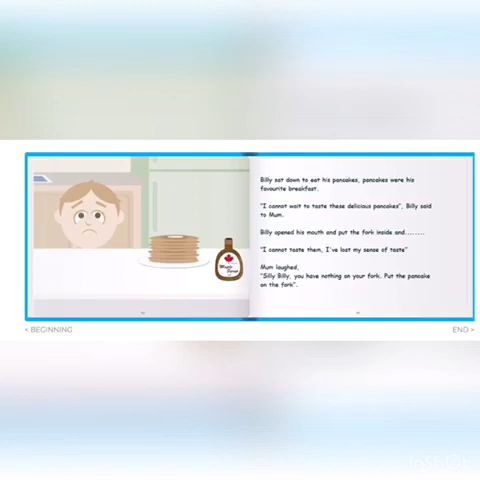 Billy sat down to eat his pancakes, pancakes were his
favourite breakfast.
"I cannot wait to taste these delicious pancakes", Billy said
to Mum.
Billy opened his mouth and put the fork inside and........
"I cannot taste them, I've lost my sense of taste"
Mum laughed,
"Silly Billy, you have nothing on your fork. Put the pancake
on the fork".
< BEGINNING
END >